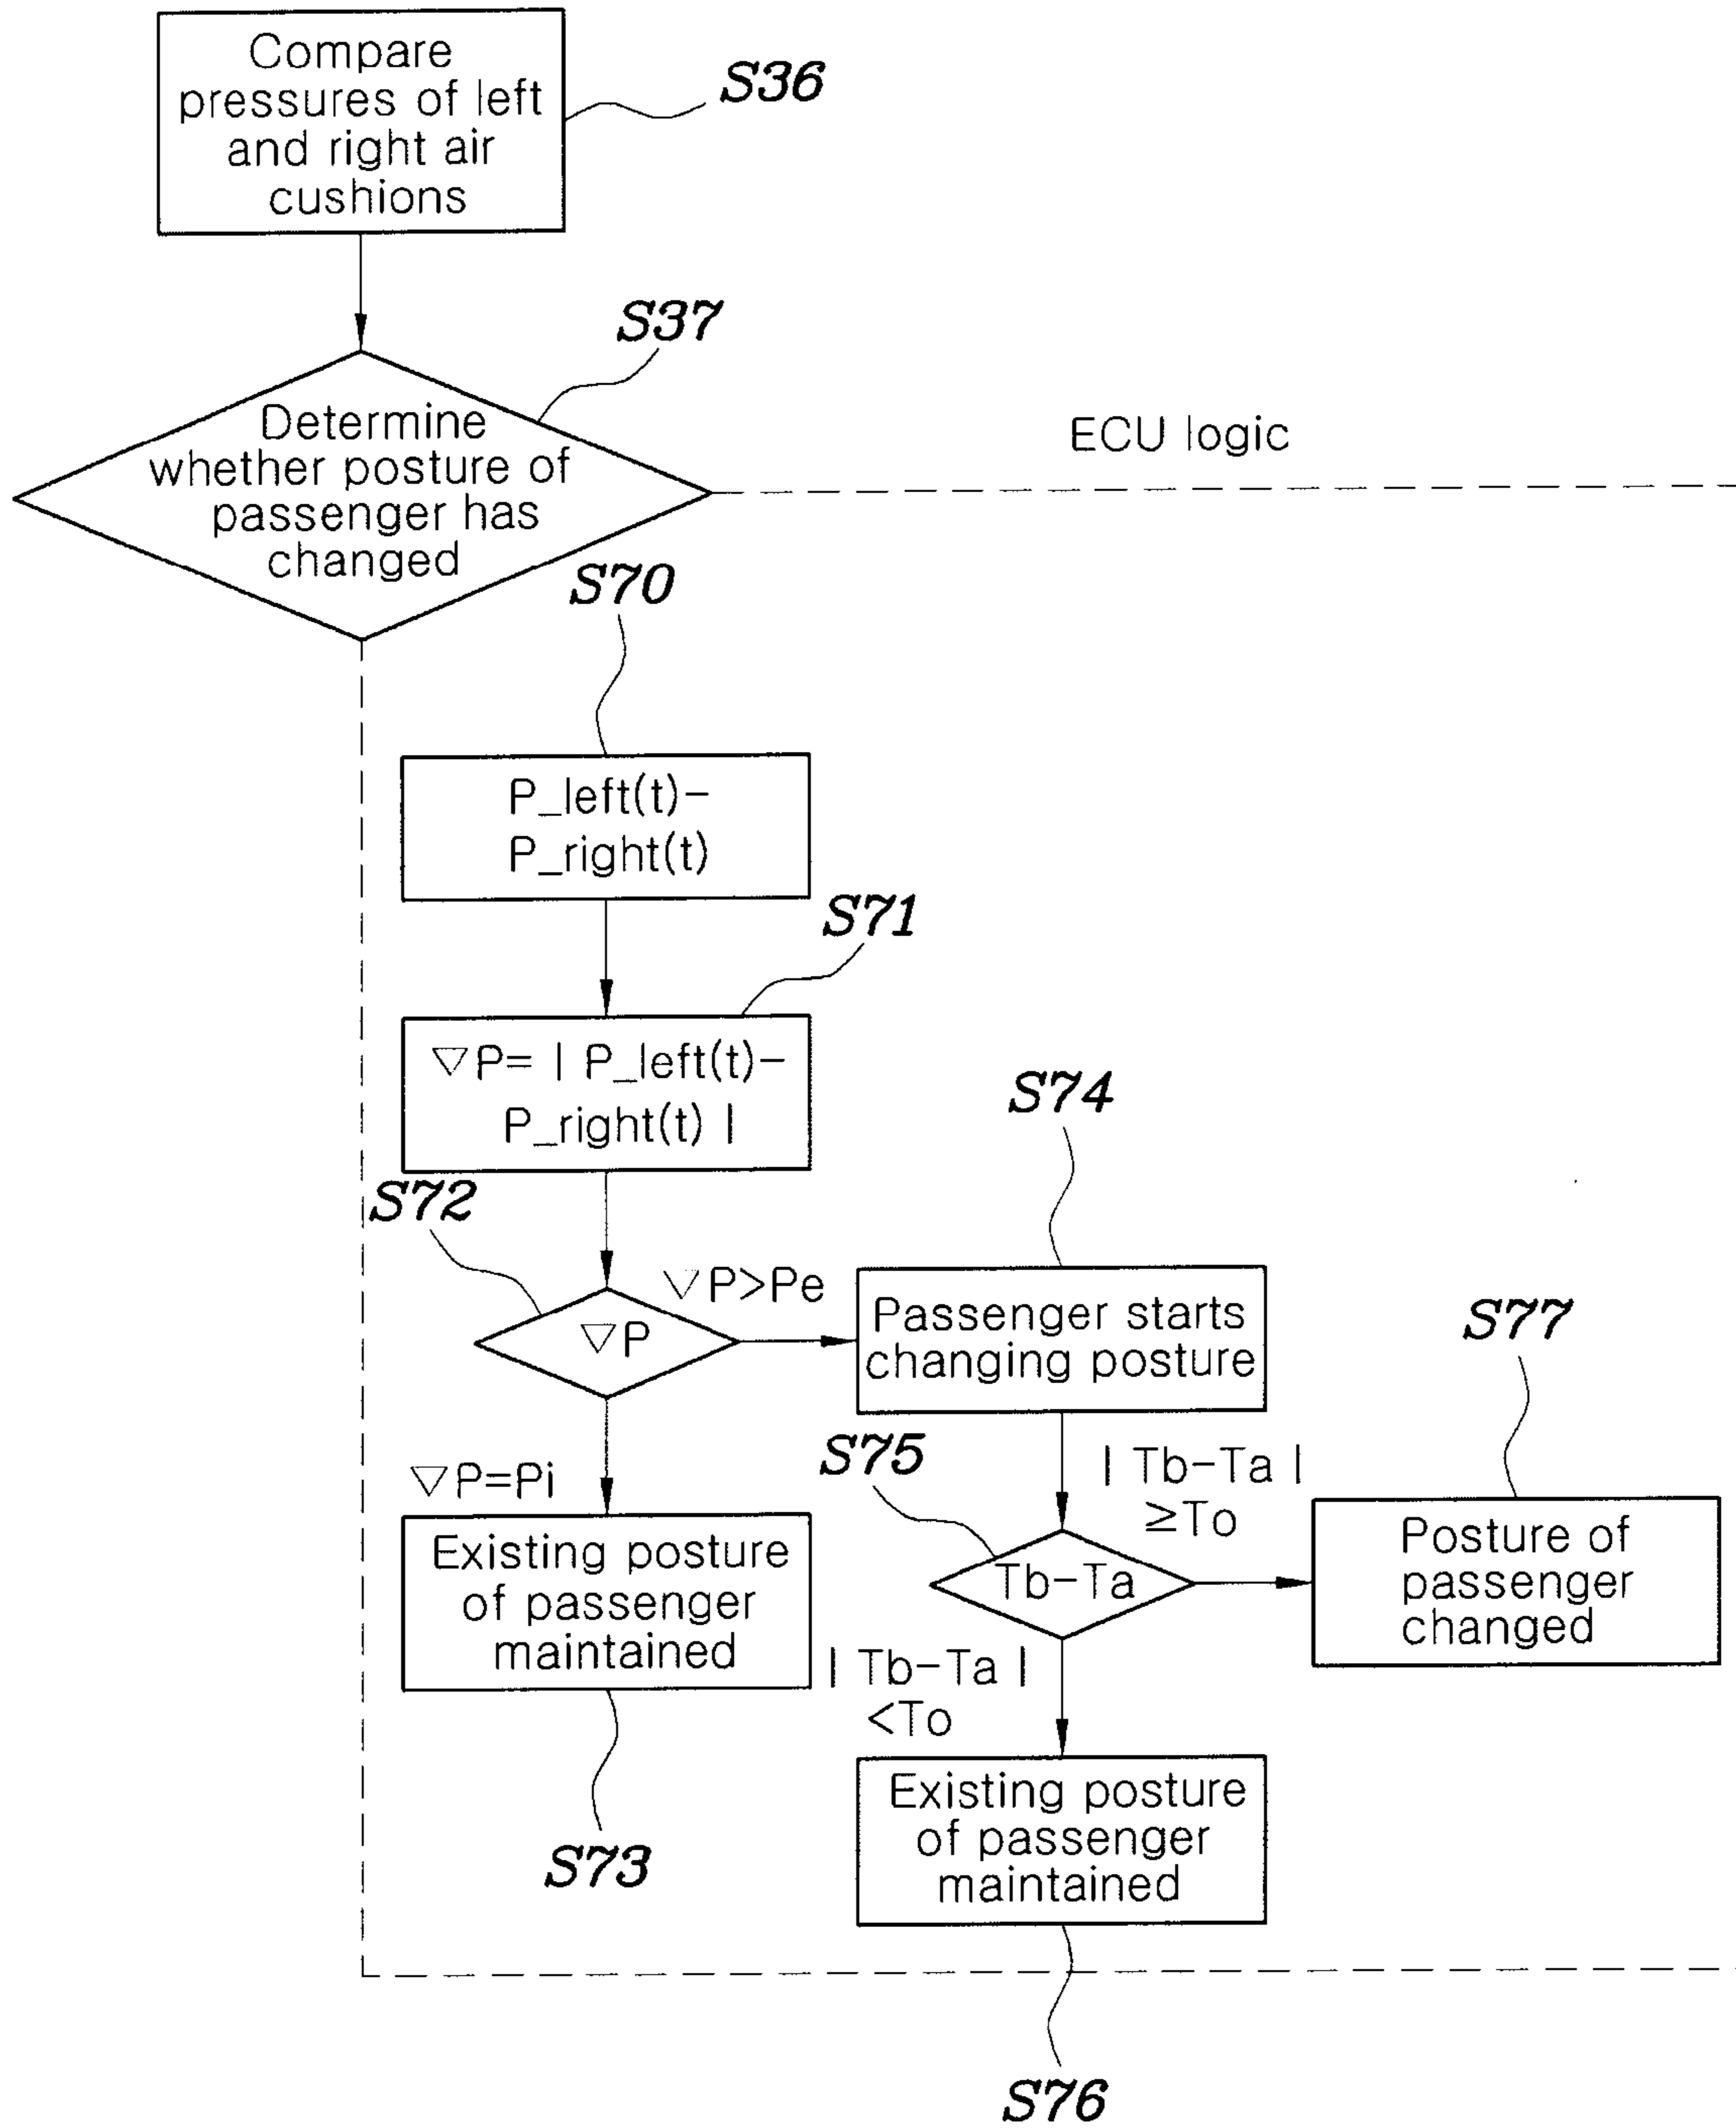 Compare
pressures of left
and right air
cushions
S36
S37
Determine
whether posture of
passenger has
changed
ECU logic
S70
P_left(t)-
P_right(t)
S71
▽P= | P_left(t)-
P_right(t) |
S72
▽P
▽P>Pe
S74
Passenger starts
changing posture
S77
▽P=Pi
Existing posture
of passenger
maintained
S73
S75
| Tb-Ta |
≥To
Tb-Ta
Posture of
passenger
changed
| Tb-Ta |
<To
Existing posture
of passenger
maintained
S76